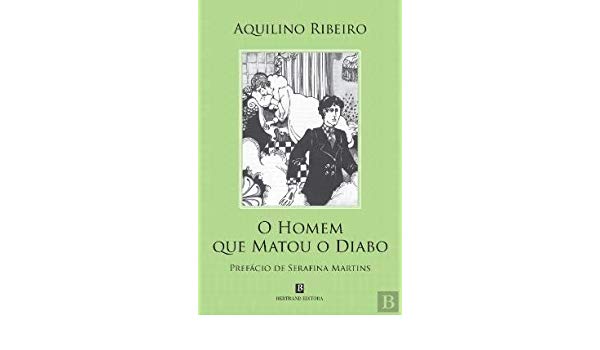 AQUILINO RIBEIRO
O HOMEM
QUE MATOU O DIABO
PREFÁCIO DE SERAFINA MARTINS
B
BERTRAND EDITORA
B